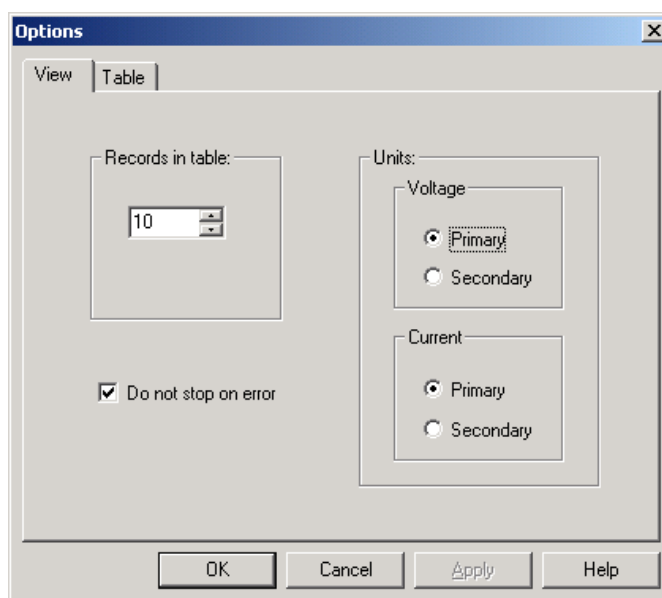 Options
View
Table
Records in table:
10
Do not stop on error
Units:
Voltage
Primary
Secondary
Current
Primary
Secondary
OK
Cancel
Apply
Help